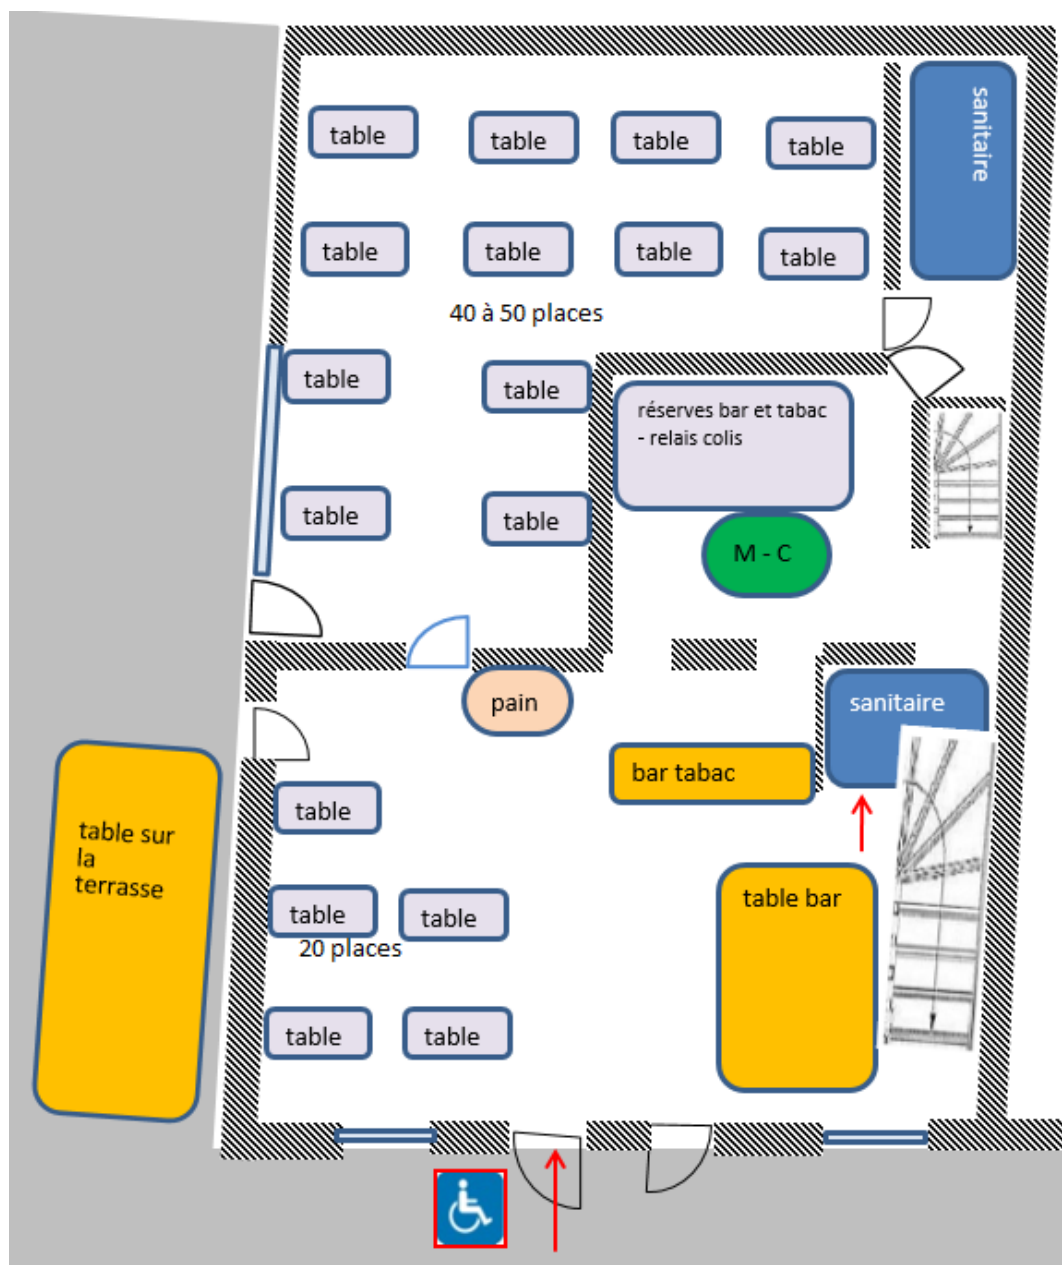 sanitaire
table
table
table
table
table
table
table
table
40 à 50 places
table
table
réserves bar et tabac
- relais colis
table
table
M - C
pain
sanitaire
bar tabac
table
table sur
la
terrasse
table bar
table
table
20 places
table
table